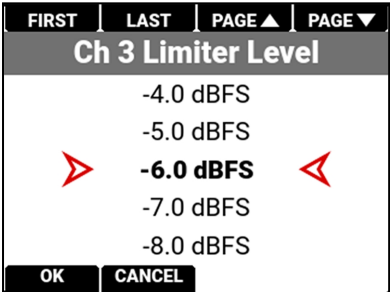 FIRST LAST PAGE▲ PAGE▼
Ch 3 Limiter Level
-4.0 dBFS
-5.0 dBFS
-6.0 dBFS
-7.0 dBFS
-8.0 dBFS
OK CANCEL